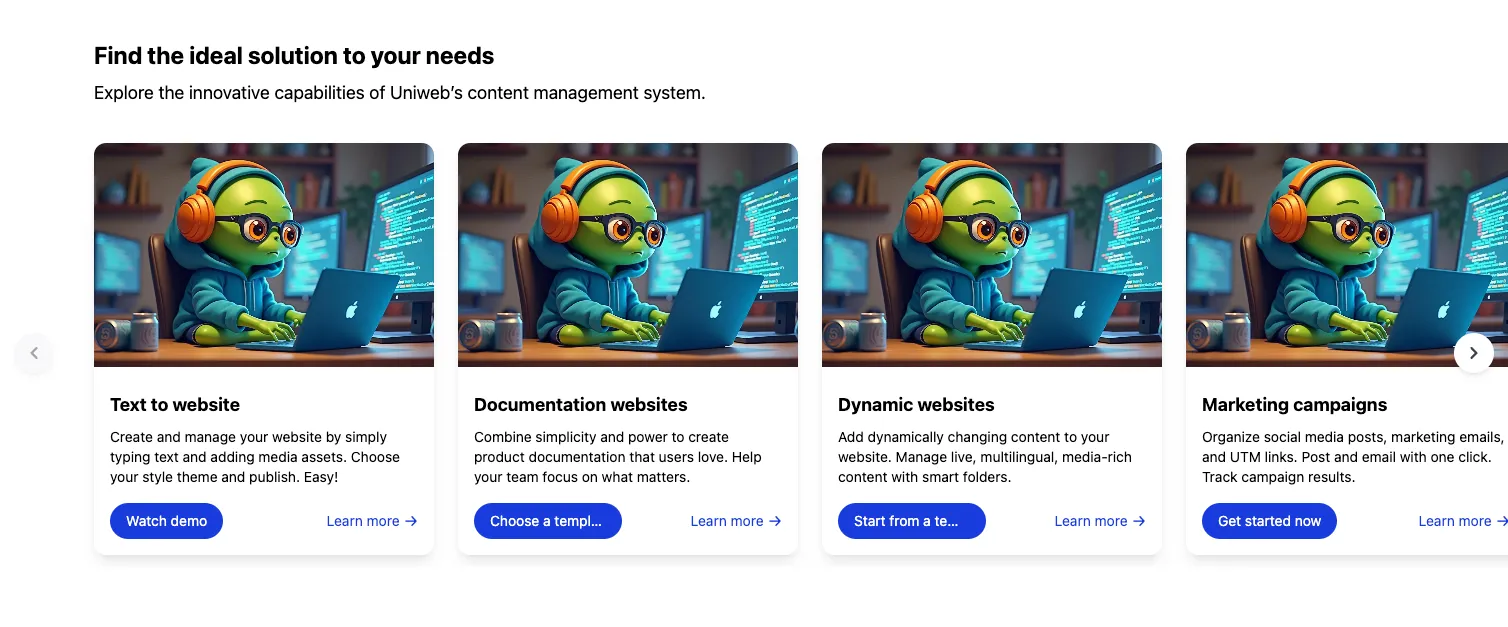 Find the ideal solution to your needs
Explore the innovative capabilities of Uniweb’s content management system.
Text to website
Create and manage your website by simply
typing text and adding media assets. Choose
your style theme and publish. Easy!
Watch demo
Learn more →
Documentation websites
Combine simplicity and power to create
product documentation that users love. Help
your team focus on what matters.
Choose a templ...
Learn more →
Dynamic websites
Add dynamically changing content to your
website. Manage live, multilingual, media-rich
content with smart folders.
Start from a te...
Learn more →
Marketing campaigns
Organize social media posts, marketing emails,
and UTM links. Post and email with one click.
Track campaign results.
Get started now
Learn more →